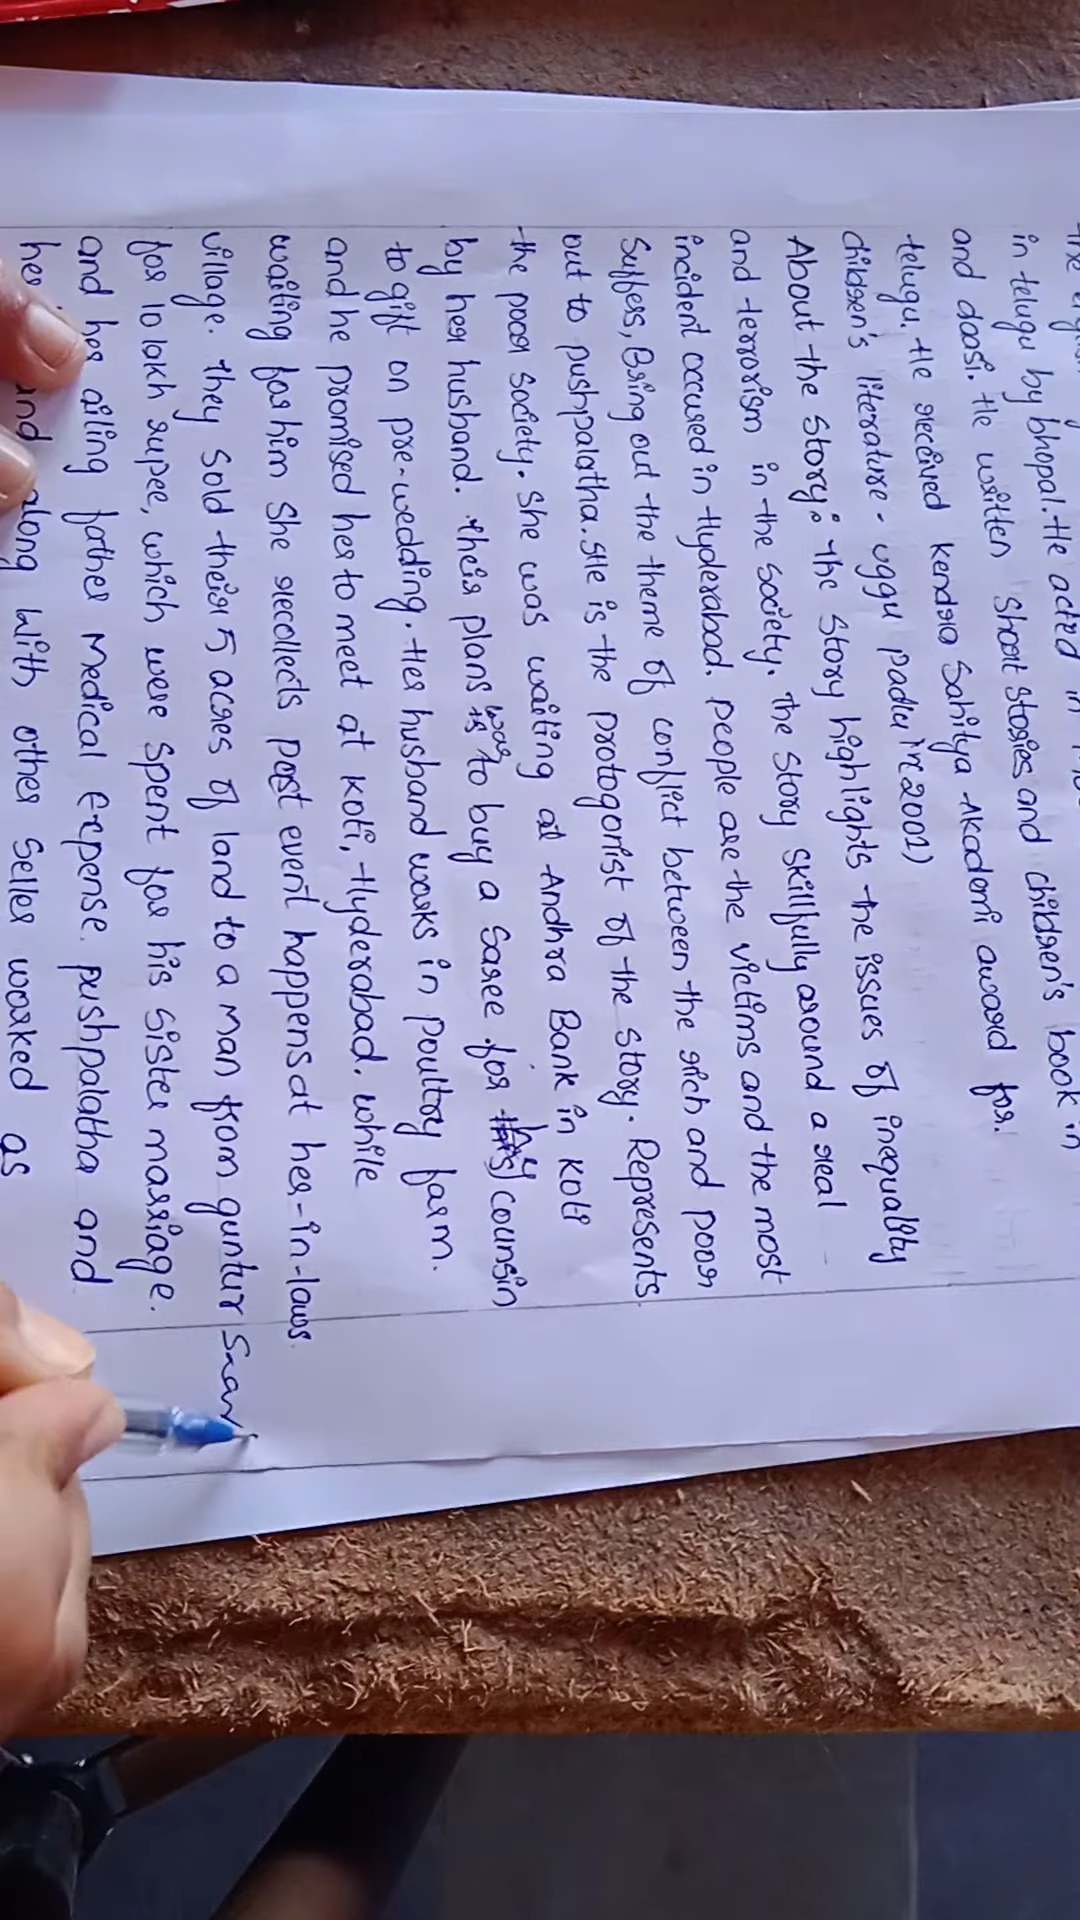 in telugu by bhopal. He acted in
and daasi. He written short stories and children's book in
telugu. He received kendra Sahitya Akadami award for.
children's literature - uggu padlu in 2002)
About the story: the story highlights the issues of inequality
and terrorism in the society. the story skillfully around a real
incident occured in Hyderabad. people are the victims and the most
Suffers, Bring out the theme of conflict between the rich and poor
out to pushpalatha. She is the protogonist of the story. Represents
the poor society. She was waiting at Andhra Bank in koti
by her husband. their plans was to buy a saree for her counsin
to gift on pre-wedding. Her husband works in poultry farm.
and he promised her to meet at koti, Hyderabad. while
waiting for him she recollects past event happens at her-in-laws.
village. they sold their 5 acres of land to a man from guntur
for 10 lakh rupee, which were spent for his sister marriage.
and her ailing father Medical Expense. pushpalatha and
along with other seller worked as